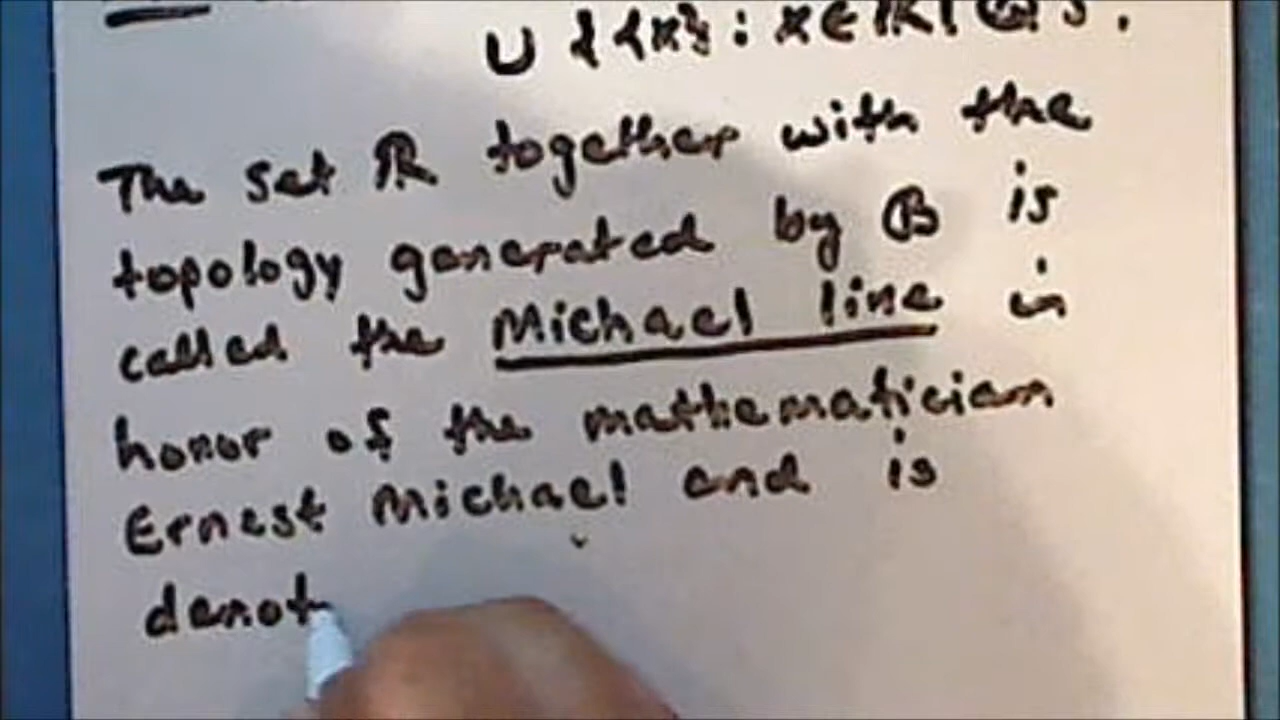 ∪ {{x} : x ∈ ℝ \ ℚ}.
The set ℝ together with the
topology generated by B is
called the Michael line in
honor of the mathematician
Ernest Michael and is
denot